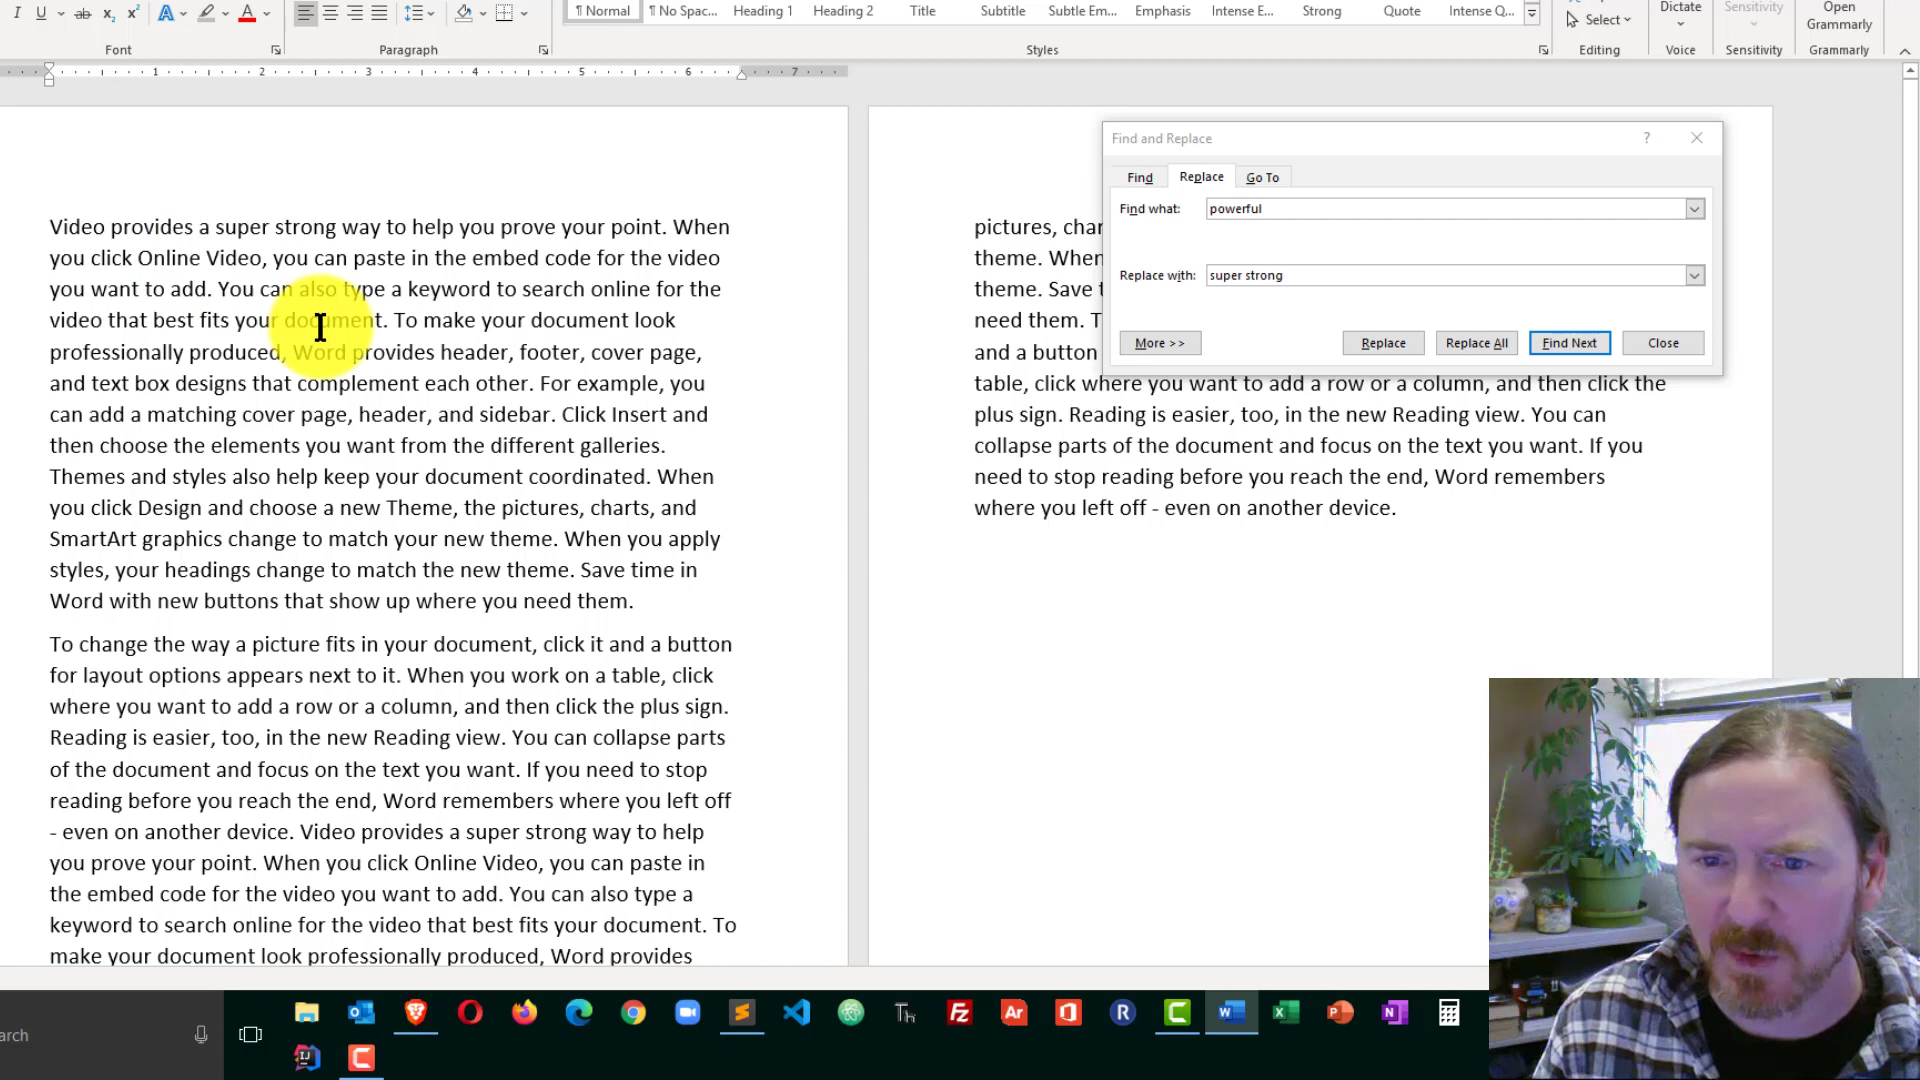 Normal
No Spac...
Heading 1
Heading 2
Title
Subtitle
Subtle Em...
Emphasis
Intense E...
Strong
Quote
Intense Q...
Select
Dictate
Sensitivity
Open
Grammarly
Font
Paragraph
Styles
Editing
Voice
Sensitivity
Grammarly
1 2 3 4 5 6 7
Video provides a super strong way to help you prove your point. When
you click Online Video, you can paste in the embed code for the video
you want to add. You can also type a keyword to search online for the
video that best fits your document. To make your document look
professionally produced, Word provides header, footer, cover page,
and text box designs that complement each other. For example, you
can add a matching cover page, header, and sidebar. Click Insert and
then choose the elements you want from the different galleries.
Themes and styles also help keep your document coordinated. When
you click Design and choose a new Theme, the pictures, charts, and
SmartArt graphics change to match your new theme. When you apply
styles, your headings change to match the new theme. Save time in
Word with new buttons that show up where you need them.
To change the way a picture fits in your document, click it and a button
for layout options appears next to it. When you work on a table, click
where you want to add a row or a column, and then click the plus sign.
Reading is easier, too, in the new Reading view. You can collapse parts
of the document and focus on the text you want. If you need to stop
reading before you reach the end, Word remembers where you left off
- even on another device. Video provides a super strong way to help
you prove your point. When you click Online Video, you can paste in
the embed code for the video you want to add. You can also type a
keyword to search online for the video that best fits your document. To
make your document look professionally produced, Word provides
pictures, char
theme. When
theme. Save t
need them. T
and a button
table, click where you want to add a row or a column, and then click the
plus sign. Reading is easier, too, in the new Reading view. You can
collapse parts of the document and focus on the text you want. If you
need to stop reading before you reach the end, Word remembers
where you left off - even on another device.
Find and Replace
Find
Replace
Go To
Find what:
powerful
Replace with:
super strong
More >>
Replace
Replace All
Find Next
Close
arch